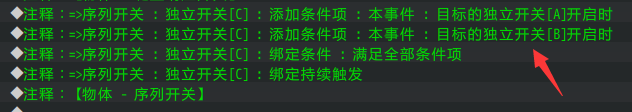 ◆注释：=>序列开关 : 独立开关[C] : 添加条件项 : 本事件 : 目标的独立开关[A]开启时
◆注释：=>序列开关 : 独立开关[C] : 添加条件项 : 本事件 : 目标的独立开关[B]开启时
◆注释：=>序列开关 : 独立开关[C] : 绑定条件 : 满足全部条件项
◆注释：=>序列开关 : 独立开关[C] : 绑定持续触发
◆注释：【物体 - 序列开关】